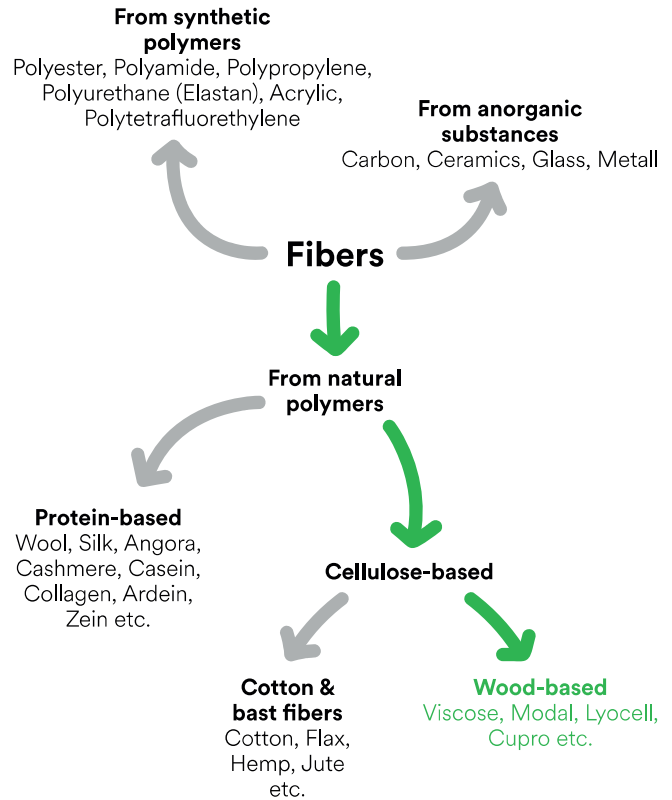 From synthetic
polymers
Polyester, Polyamide, Polypropylene,
Polyurethane (Elastan), Acrylic,
Polytetrafluorethylene
From anorganic
substances
Carbon, Ceramics, Glass, Metall
Fibers
From natural
polymers
Protein-based
Wool, Silk, Angora,
Cashmere, Casein,
Collagen, Ardein,
Zein etc.
Cellulose-based
Cotton &
bast fibers
Cotton, Flax,
Hemp, Jute
etc.
Wood-based
Viscose, Modal, Lyocell,
Cupro etc.